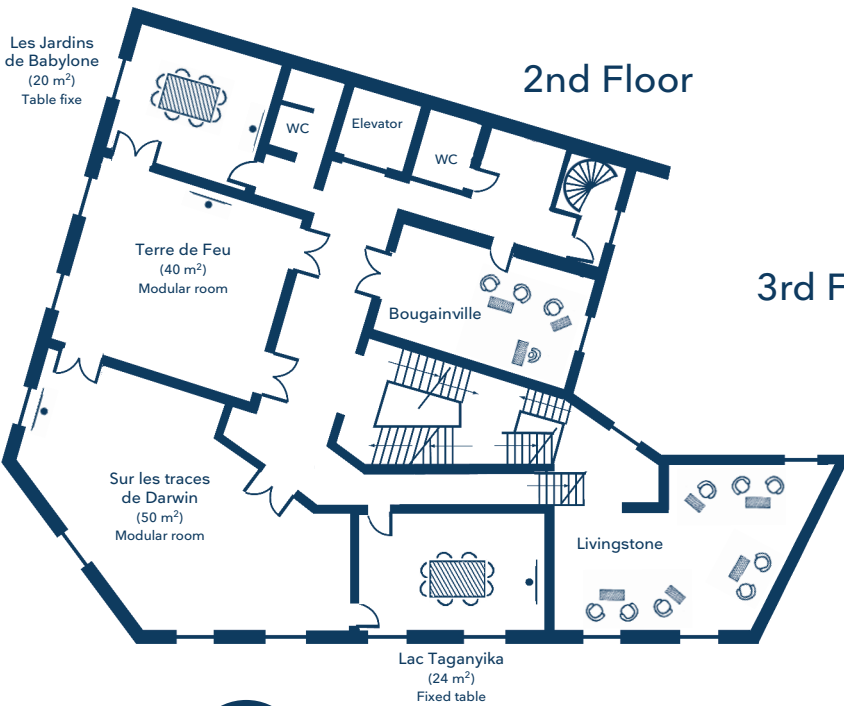 2nd Floor
Les Jardins
de Babylone
(20 m²)
Table fixe
WC
Elevator
WC
Terre de Feu
(40 m²)
Modular room
3rd F
Bougainville
Sur les traces
de Darwin
(50 m²)
Modular room
Livingstone
Lac Taganyika
(24 m²)
Fixed table